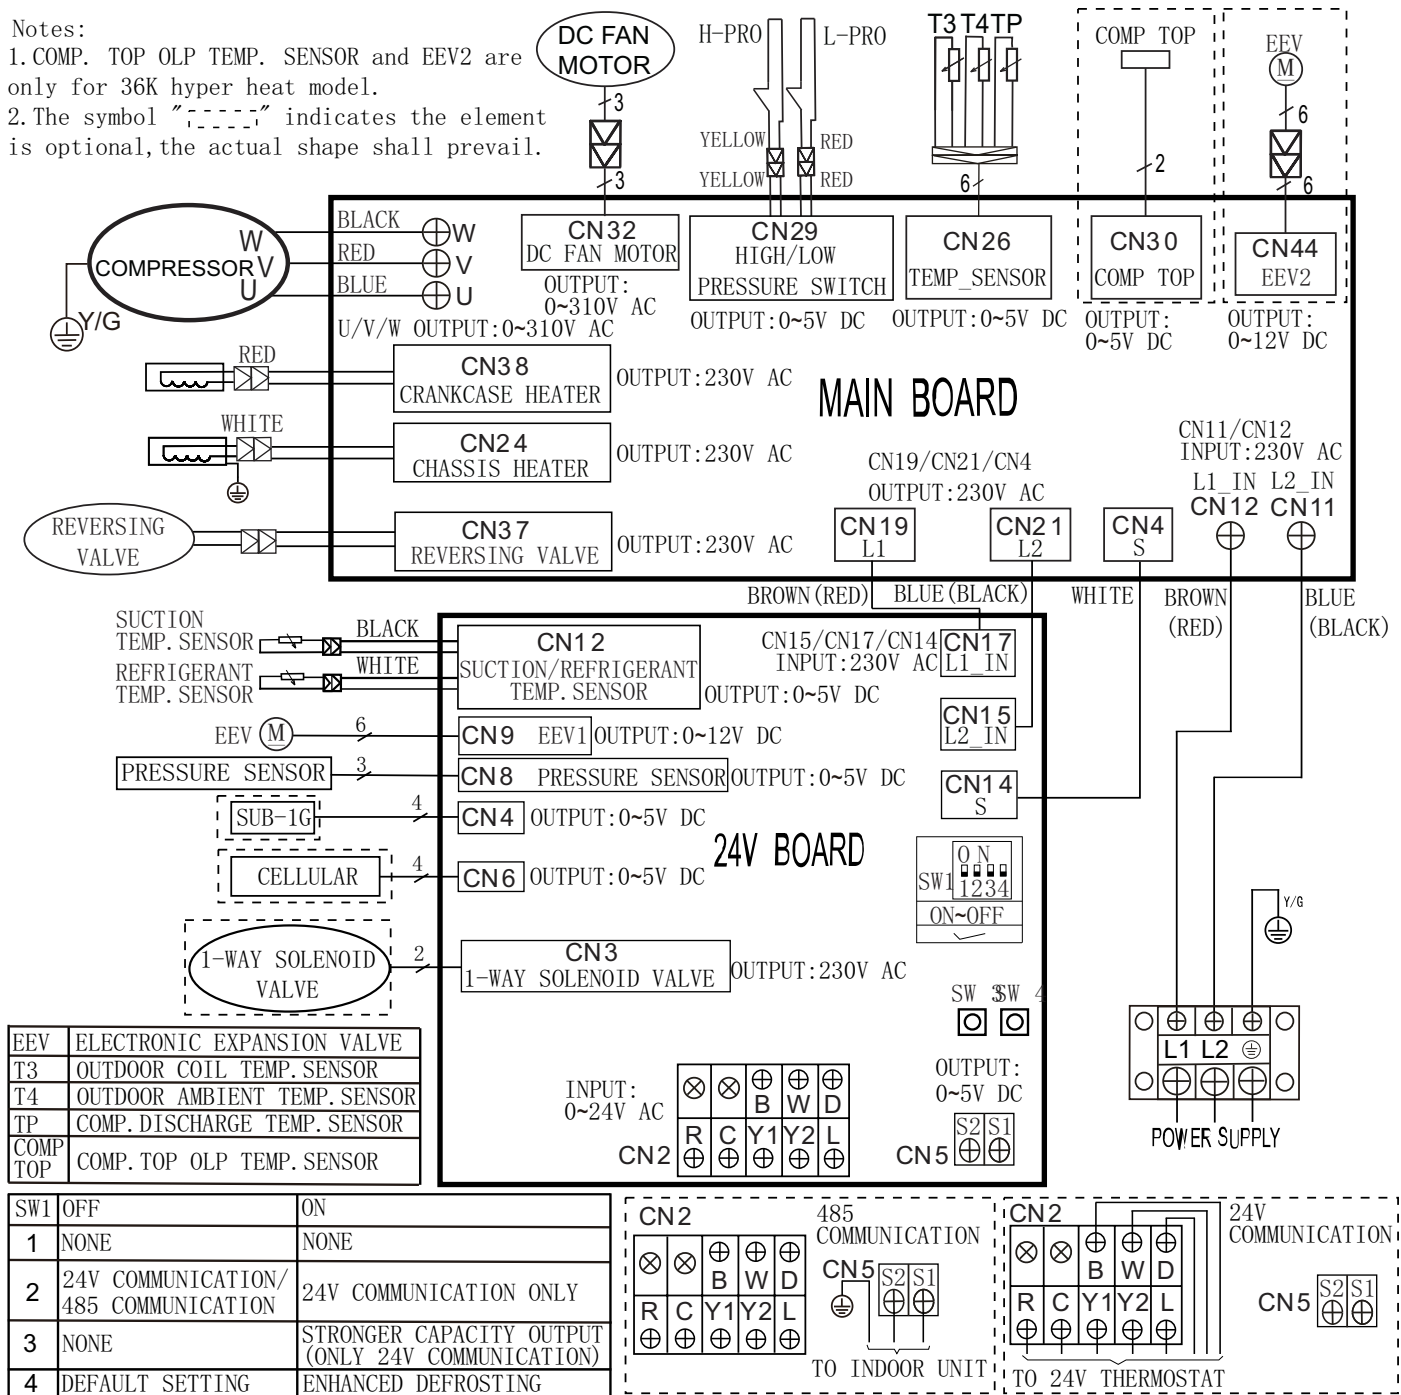 Notes:
1.COMP. TOP OLP TEMP. SENSOR and EEV2 are
only for 36K hyper heat model.
2.The symbol " " indicates the element
is optional,the actual shape shall prevail.
DC FAN
MOTOR
3
3
H-PRO
L-PRO
YELLOW
RED
YELLOW
RED
T3 T4 TP
6
COMP TOP
2
EEV
M
6
6
COMPRESSOR
W
V
U
Y/G
BLACK
RED
BLUE
W
V
U
U/V/W OUTPUT:0~310V AC
CN32
DC FAN MOTOR
OUTPUT:
0~310V AC
CN29
HIGH/LOW
PRESSURE SWITCH
OUTPUT:0~5V DC
CN26
TEMP_SENSOR
OUTPUT:0~5V DC
CN30
COMP TOP
OUTPUT:
0~5V DC
CN44
EEV2
OUTPUT:
0~12V DC
RED
CN38
CRANKCASE HEATER
OUTPUT:230V AC
MAIN BOARD
WHITE
CN24
CHASSIS HEATER
OUTPUT:230V AC
REVERSING
VALVE
CN37
REVERSING VALVE
OUTPUT:230V AC
CN19/CN21/CN4
OUTPUT:230V AC
CN19
L1
CN21
L2
CN4
S
CN11/CN12
INPUT:230V AC
L1_IN L2_IN
CN12 CN11
BROWN(RED)
BLUE(BLACK)
WHITE
BROWN
(RED)
BLUE
(BLACK)
SUCTION
TEMP.SENSOR
BLACK
REFRIGERANT
TEMP.SENSOR
WHITE
CN12
SUCTION/REFRIGERANT
TEMP.SENSOR
OUTPUT:0~5V DC
CN15/CN17/CN14
INPUT:230V AC
CN17
L1_IN
CN15
L2_IN
CN14
S
EEV M
6
CN9 EEV1
OUTPUT:0~12V DC
PRESSURE SENSOR
3
CN8 PRESSURE SENSOR
OUTPUT:0~5V DC
SUB-1G
4
CN4
OUTPUT:0~5V DC
24V BOARD
CELLULAR
4
CN6
OUTPUT:0~5V DC
SW1
ON
1234
ON~OFF
1-WAY SOLENOID
VALVE
2
CN3
1-WAY SOLENOID VALVE
OUTPUT:230V AC
SW 3
SW 4
OUTPUT:
0~5V DC
S2 S1
CN5
INPUT:
0~24V AC
B W D
R C Y1 Y2 L
CN2
Y/G
L1 L2
POWER SUPPLY
EEV ELECTRONIC EXPANSION VALVE
T3 OUTDOOR COIL TEMP.SENSOR
T4 OUTDOOR AMBIENT TEMP.SENSOR
TP COMP.DISCHARGE TEMP.SENSOR
COMP
TOP
COMP.TOP OLP TEMP.SENSOR
SW1 OFF ON
1 NONE NONE
2 24V COMMUNICATION/
485 COMMUNICATION
24V COMMUNICATION ONLY
3 NONE STRONGER CAPACITY OUTPUT
(ONLY 24V COMMUNICATION)
4 DEFAULT SETTING ENHANCED DEFROSTING
CN2
B W D
R C Y1 Y2 L
485
COMMUNICATION
CN5 S2 S1
TO INDOOR UNIT
CN2
B W D
R C Y1 Y2 L
24V
COMMUNICATION
CN5 S2 S1
TO 24V THERMOSTAT